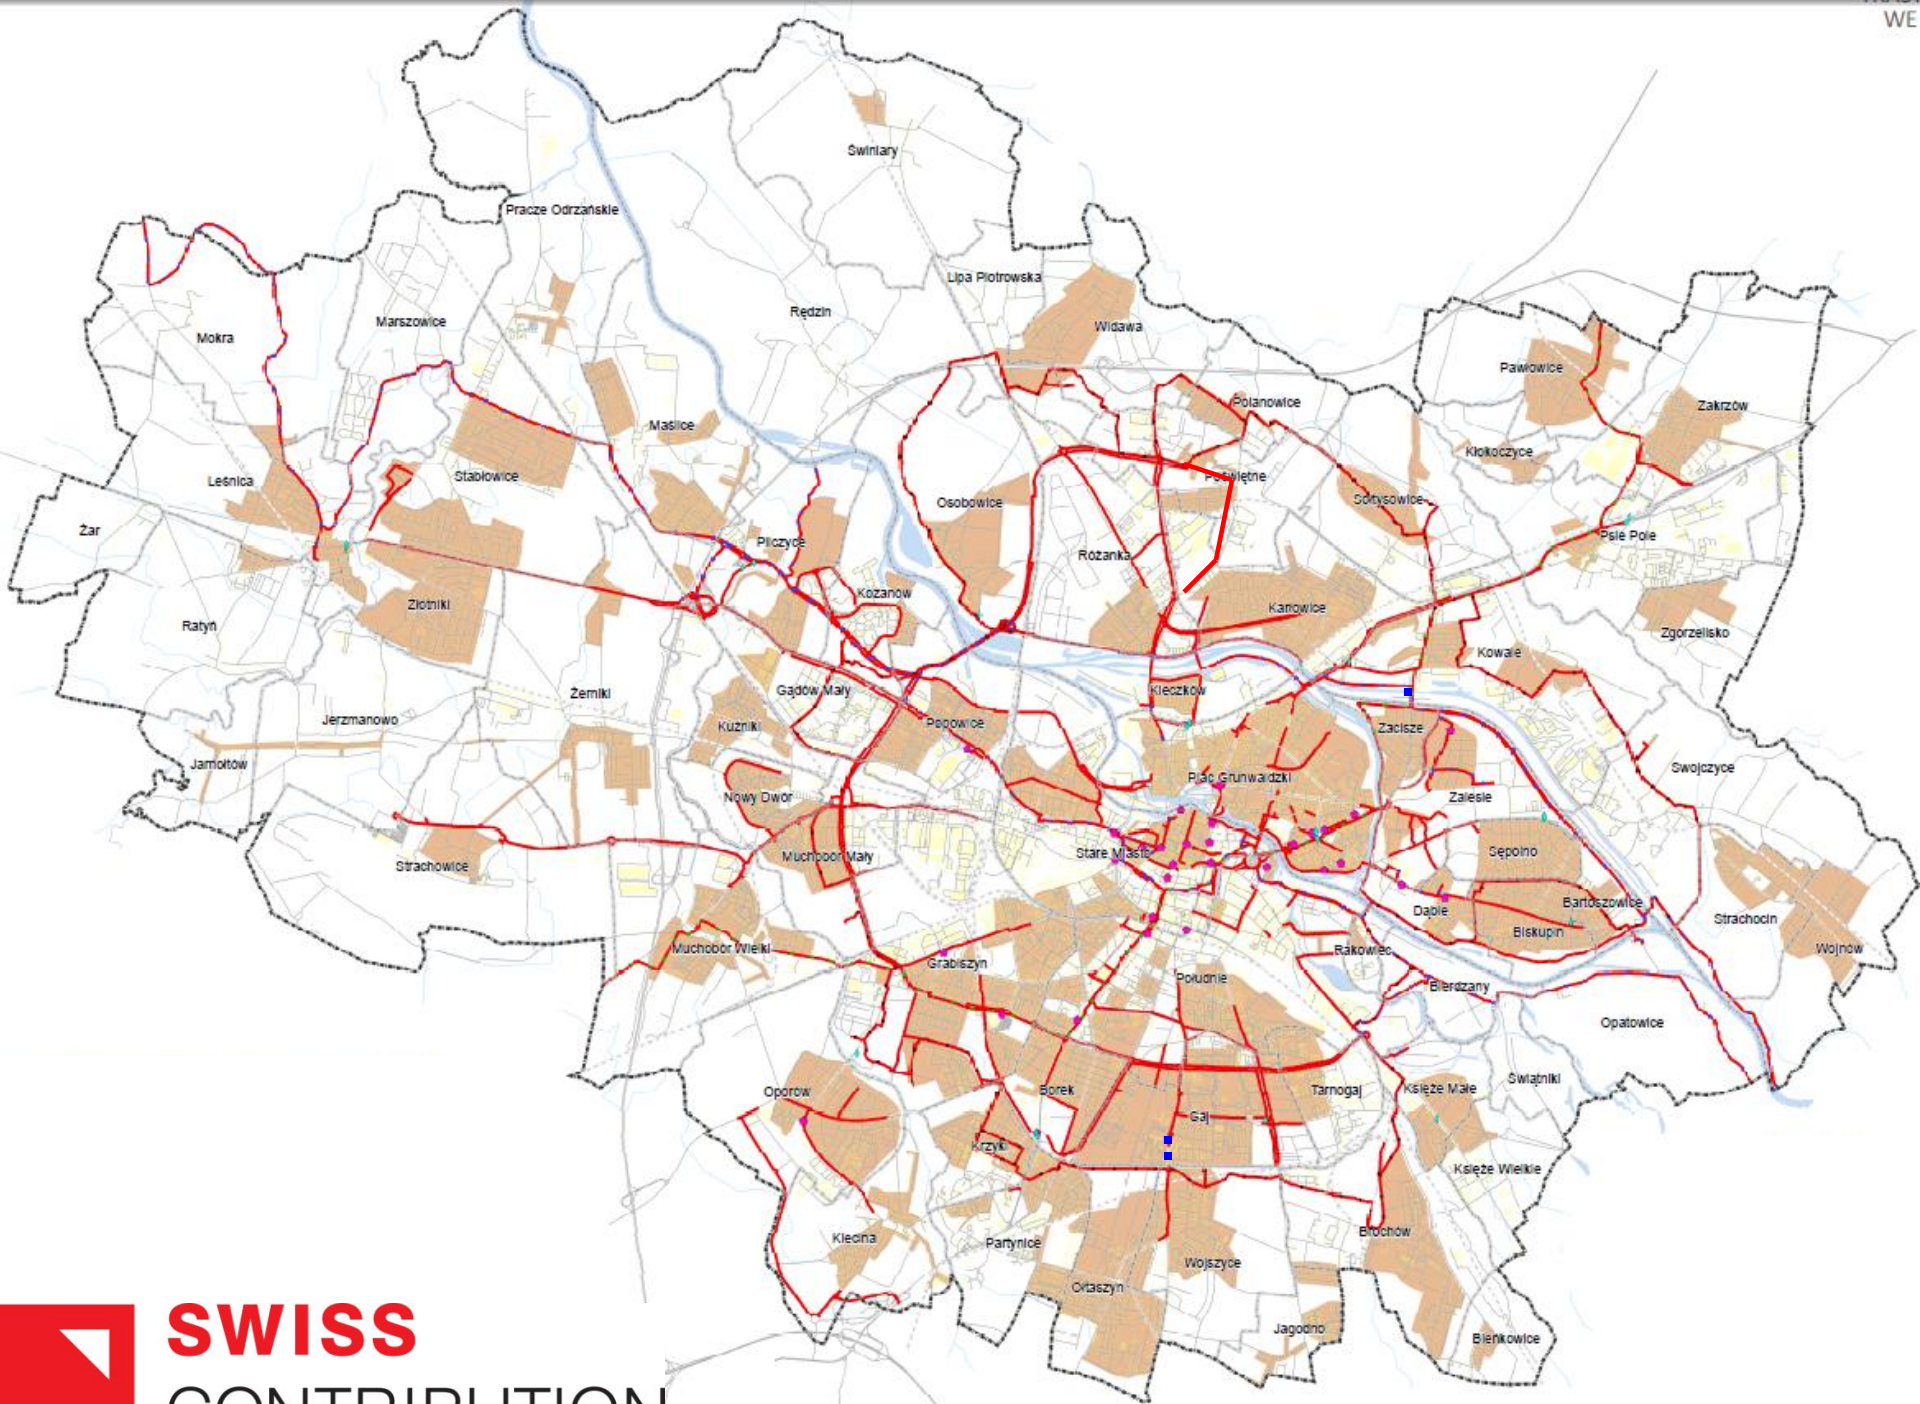 WE
Świniary
Pracze Odrzańskie
Lipa Piotrowska
Rędzin
Widawa
Marszowice
Mokra
Pawłowice
Polanowice
Zakrzów
Maślice
Kłokoczyce
Leśnica
Stabłowice
Osobowice
Poświętne
Sołtysowice
Żar
Pilczyce
Różanka
Psie Pole
Kozanów
Złotniki
Karłowice
Ratyń
Zgorzelisko
Kowale
Żerniki
Gądów Mały
Kleczków
Jerzmanowo
Kuźniki
Popowice
Zacisze
Jarnołtów
Swojczyce
Plac Grunwaldzki
Nowy Dwór
Zalesie
Strachowice
Muchobór Mały
Stare Miasto
Sępolno
Dąbie
Bartoszowice
Strachocin
Biskupin
Muchobór Wielki
Rakowiec
Wojnów
Grabiszyn
Południe
Bierdzany
Opatowice
Oporów
Borek
Tarnogaj
Księże Małe
Świątniki
Gaj
Krzyki
Księże Wielkie
Klecina
Partynice
Brochów
Wojszyce
Ołtaszyn
Jagodno
Bieńkowice
SWISS
CONTRIBUTION